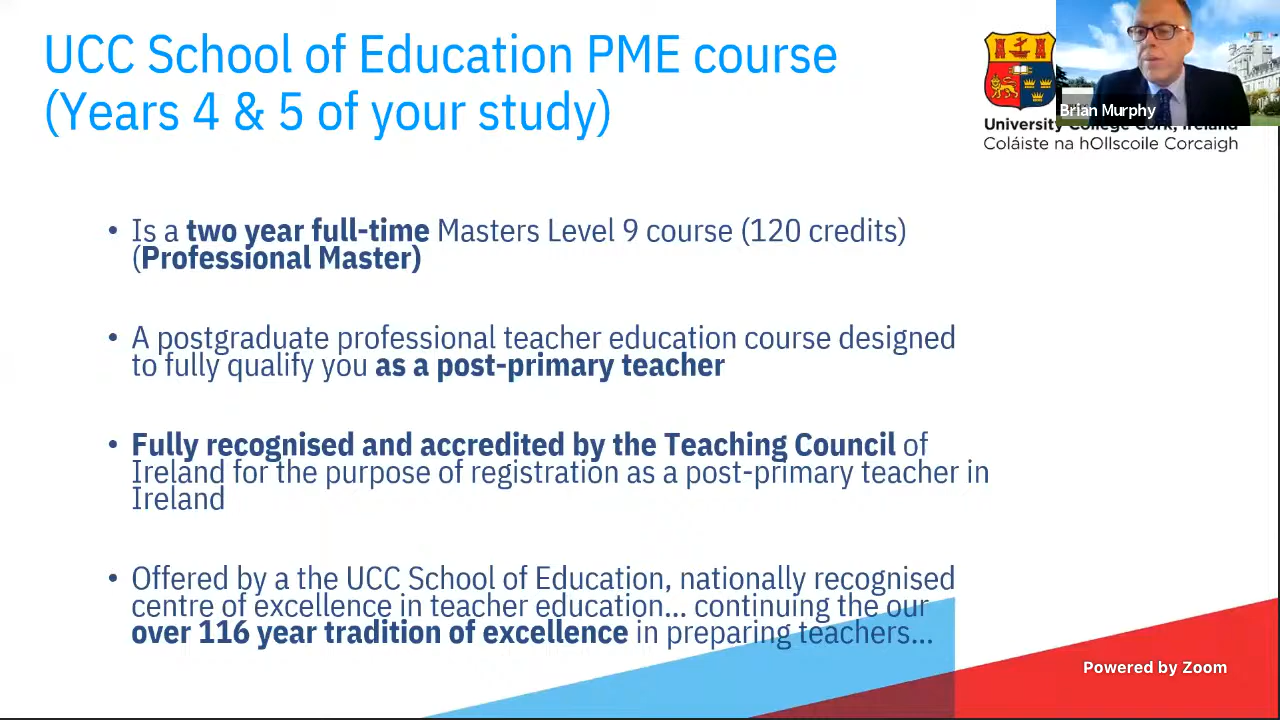 UCC School of Education PME course
(Years 4 & 5 of your study)
Brian Murphy
University College Cork, Ireland
Coláiste na hOllscoile Corcaigh
• Is a two year full-time Masters Level 9 course (120 credits)
(Professional Master)
• A postgraduate professional teacher education course designed
to fully qualify you as a post-primary teacher
• Fully recognised and accredited by the Teaching Council of
Ireland for the purpose of registration as a post-primary teacher in
Ireland
• Offered by a the UCC School of Education, nationally recognised
centre of excellence in teacher education... continuing the our
over 116 year tradition of excellence in preparing teachers...
Powered by Zoom